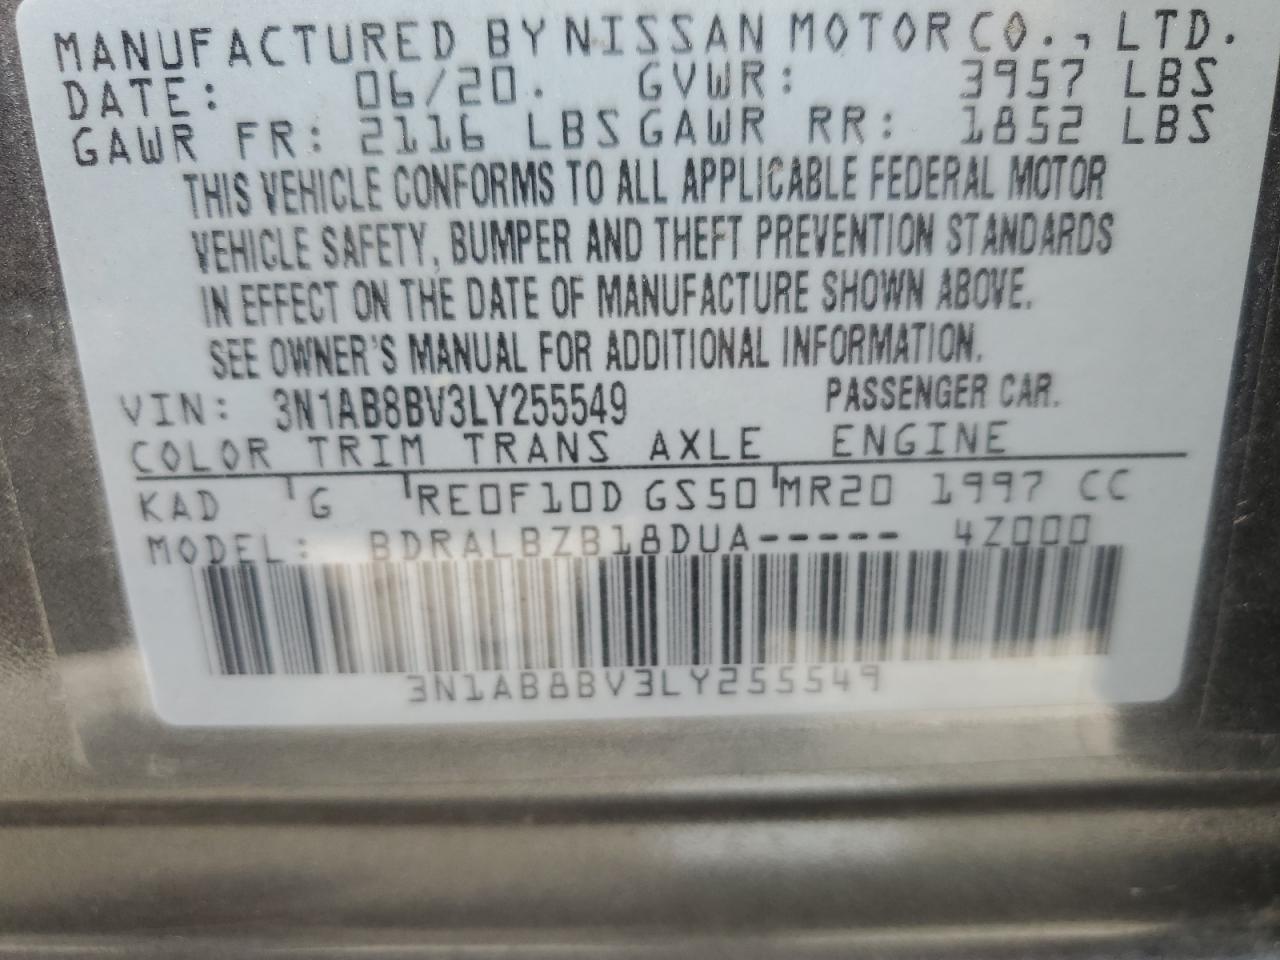 MANUFACTURED BY NISSAN MOTOR CO., LTD.
DATE: 06/20. GVWR: 3957 LBS
GAWR FR: 2116 LBS GAWR RR: 1852 LBS
THIS VEHICLE CONFORMS TO ALL APPLICABLE FEDERAL MOTOR
VEHICLE SAFETY, BUMPER AND THEFT PREVENTION STANDARDS
IN EFFECT ON THE DATE OF MANUFACTURE SHOWN ABOVE.
SEE OWNER'S MANUAL FOR ADDITIONAL INFORMATION.
VIN: 3N1AB8BV3LY255549 PASSENGER CAR.
COLOR TRIM TRANS AXLE ENGINE
KAD G RE0F10D GS50 MR20 1997 CC
MODEL: BDRALBZB18DUA----- 4Z000
3N1AB8BV3LY255549